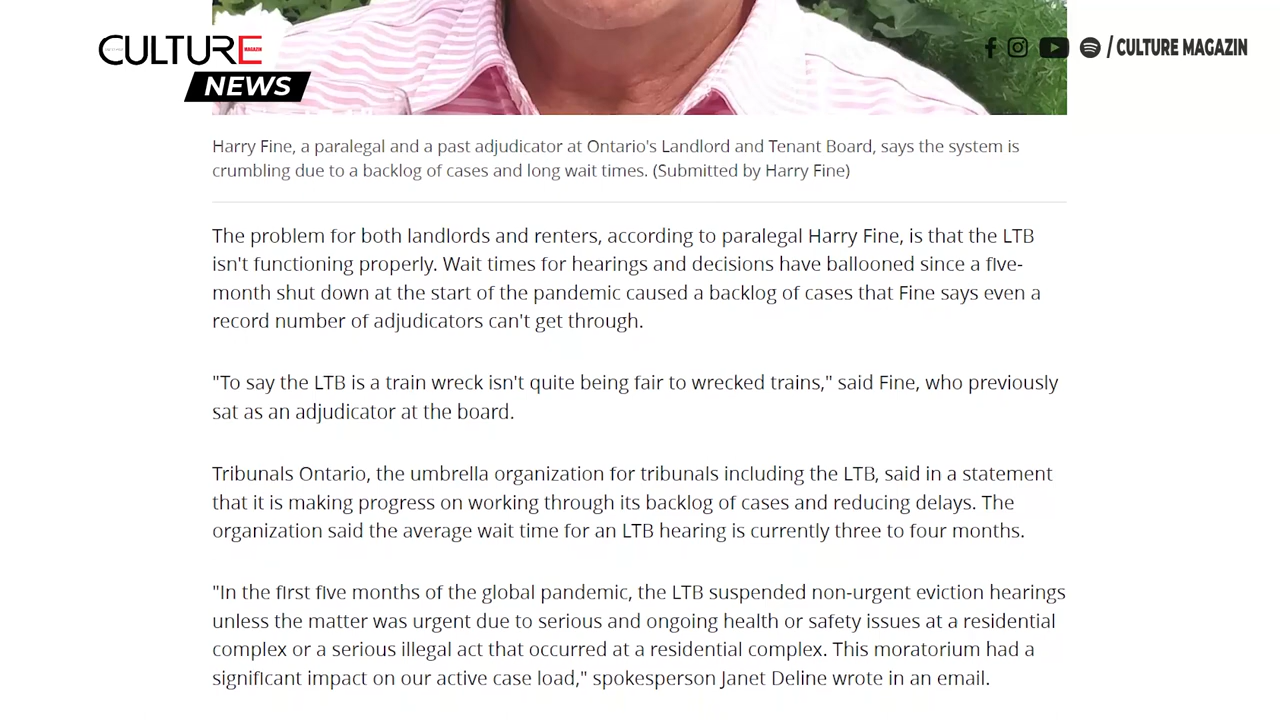 CULTURE MAGAZIN
NEWS
/ CULTURE MAGAZIN
Harry Fine, a paralegal and a past adjudicator at Ontario's Landlord and Tenant Board, says the system is
crumbling due to a backlog of cases and long wait times. (Submitted by Harry Fine)
The problem for both landlords and renters, according to paralegal Harry Fine, is that the LTB
isn't functioning properly. Wait times for hearings and decisions have ballooned since a five-
month shut down at the start of the pandemic caused a backlog of cases that Fine says even a
record number of adjudicators can't get through.
"To say the LTB is a train wreck isn't quite being fair to wrecked trains," said Fine, who previously
sat as an adjudicator at the board.
Tribunals Ontario, the umbrella organization for tribunals including the LTB, said in a statement
that it is making progress on working through its backlog of cases and reducing delays. The
organization said the average wait time for an LTB hearing is currently three to four months.
"In the first five months of the global pandemic, the LTB suspended non-urgent eviction hearings
unless the matter was urgent due to serious and ongoing health or safety issues at a residential
complex or a serious illegal act that occurred at a residential complex. This moratorium had a
significant impact on our active case load," spokesperson Janet Deline wrote in an email.